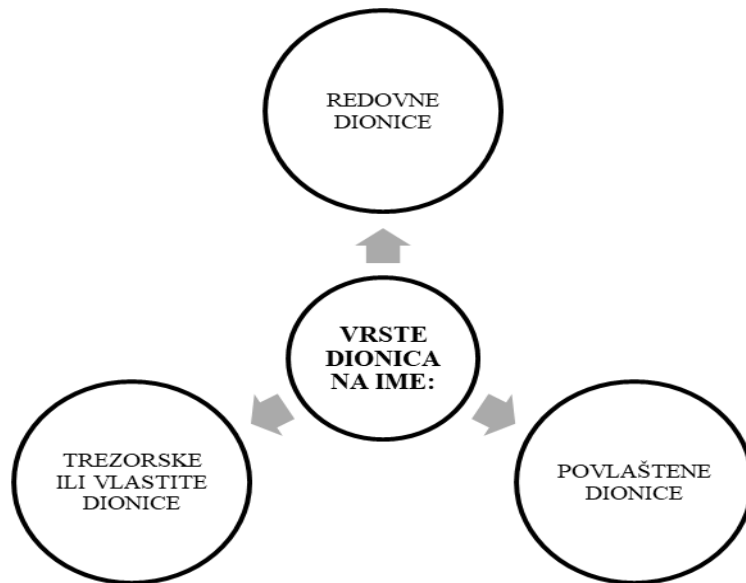 REDOVNE
DIONICE
VRSTE
DIONICA
NA IME:
TREZORSKE
ILI VLASTITE
DIONICE
POVLAŠTENE
DIONICE